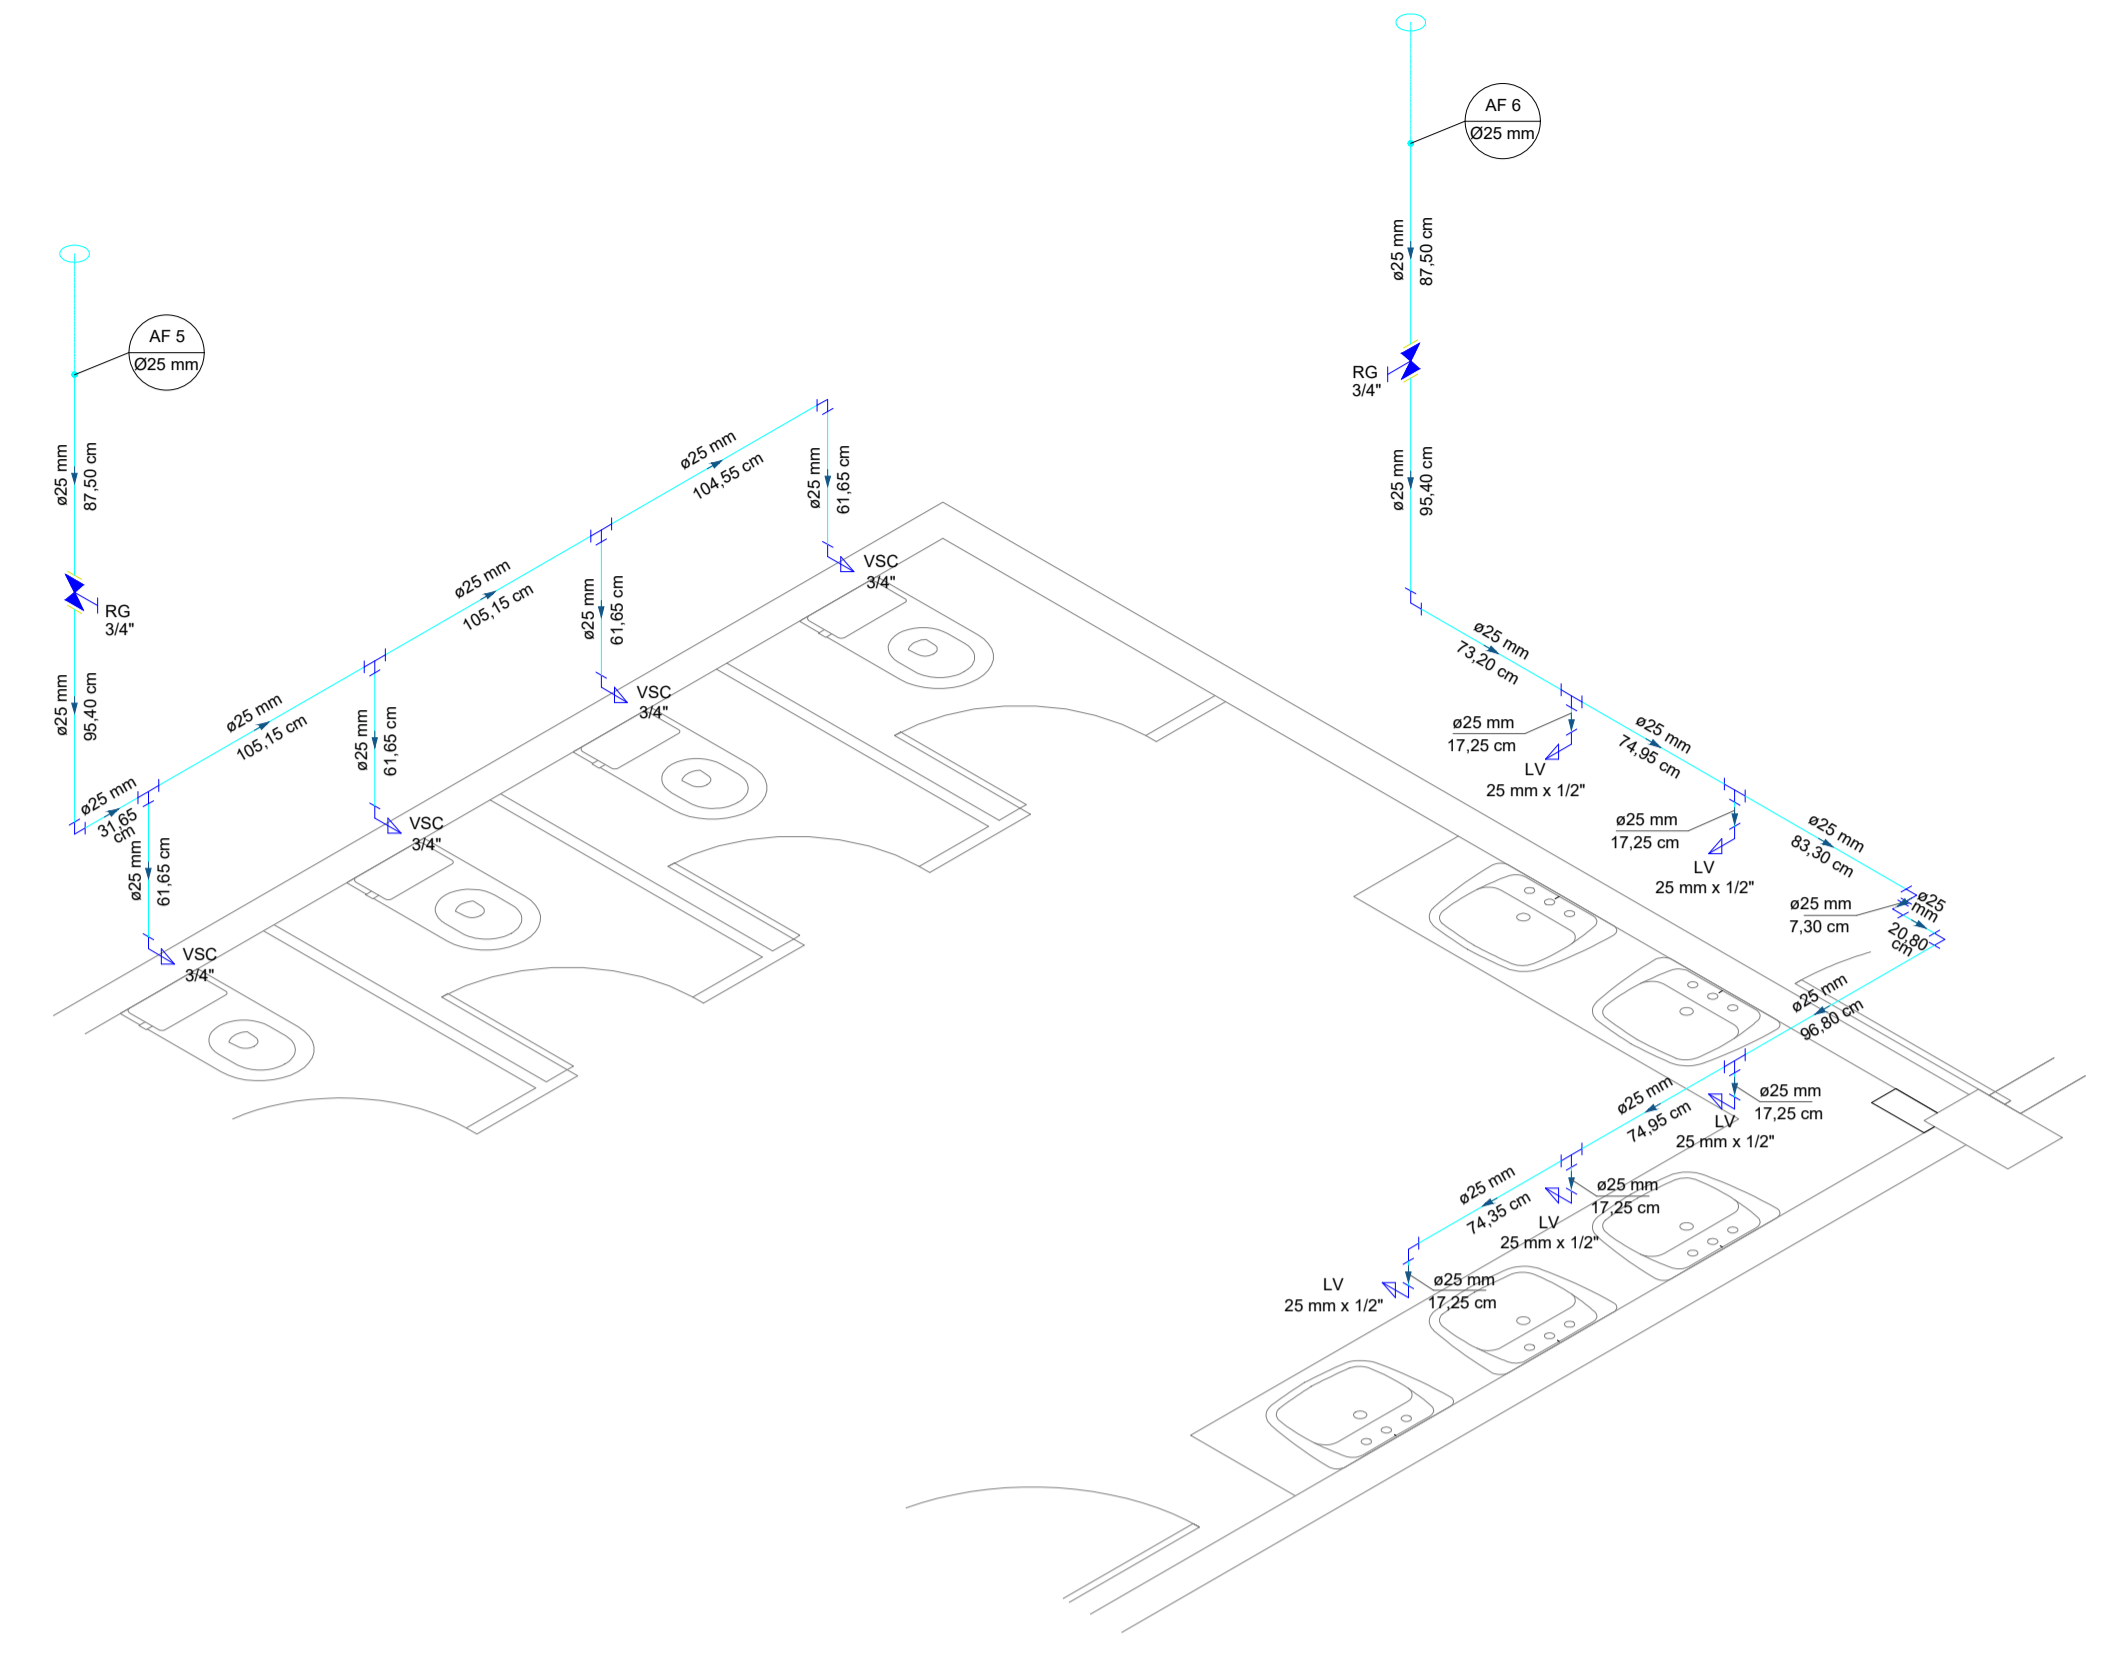 AF 6
Ø25 mm
ø25 mm
87,50 cm
RG
3/4"
ø25 mm
95,40 cm
AF 5
Ø25 mm
ø25 mm
87,50 cm
RG
3/4"
ø25 mm
95,40 cm
ø25 mm
31,65
cm
ø25 mm
61,65 cm
VSC
3/4"
ø25 mm
105,15 cm
ø25 mm
61,65 cm
VSC
3/4"
ø25 mm
105,15 cm
ø25 mm
61,65 cm
VSC
3/4"
ø25 mm
104,55 cm
ø25 mm
61,65 cm
VSC
3/4"
ø25 mm
73,20 cm
ø25 mm
17,25 cm
LV
25 mm x 1/2"
ø25 mm
74,95 cm
ø25 mm
17,25 cm
LV
25 mm x 1/2"
ø25 mm
83,30 cm
ø25 mm
7,30 cm
ø25
mm
20,80
cm
ø25 mm
96,80 cm
ø25 mm
17,25 cm
LV
25 mm x 1/2"
ø25 mm
74,95 cm
ø25 mm
17,25 cm
LV
25 mm x 1/2"
ø25 mm
74,35 cm
ø25 mm
17,25 cm
LV
25 mm x 1/2"